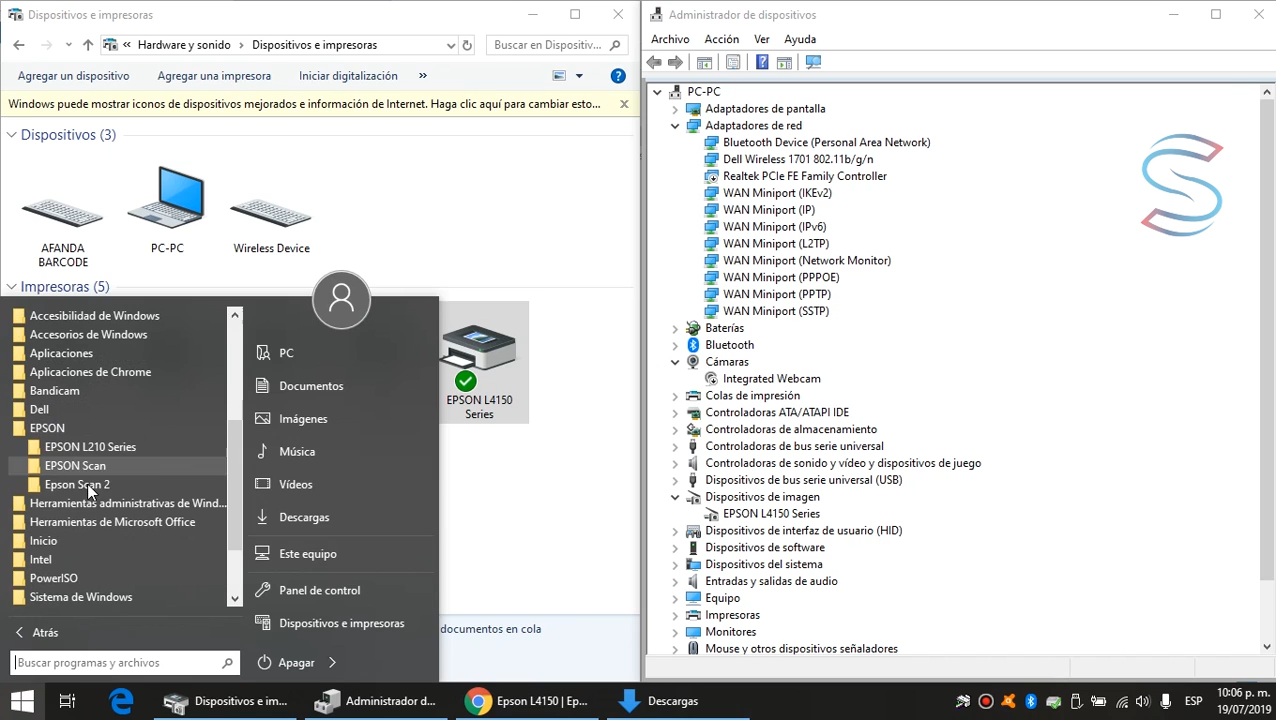 Dispositivos e impresoras
Hardware y sonido
Dispositivos e impresoras
Buscar en Dispositiv...
Agregar un dispositivo
Agregar una impresora
Iniciar digitalización
Windows puede mostrar iconos de dispositivos mejorados e información de Internet. Haga clic aquí para cambiar esto...
Dispositivos (3)
AFANDA
BARCODE
PC-PC
Wireless Device
Impresoras (5)
EPSON L4150
Series
documentos en cola
Accesibilidad de Windows
Accesorios de Windows
Aplicaciones
Aplicaciones de Chrome
Bandicam
Dell
EPSON
EPSON L210 Series
EPSON Scan
Epson Scan 2
Herramientas administrativas de Wind...
Herramientas de Microsoft Office
Inicio
Intel
PowerISO
Sistema de Windows
Atrás
Buscar programas y archivos
PC
Documentos
Imágenes
Música
Vídeos
Descargas
Este equipo
Panel de control
Dispositivos e impresoras
Apagar
Administrador de dispositivos
Archivo
Acción
Ver
Ayuda
PC-PC
Adaptadores de pantalla
Adaptadores de red
Bluetooth Device (Personal Area Network)
Dell Wireless 1701 802.11b/g/n
Realtek PCIe FE Family Controller
WAN Miniport (IKEv2)
WAN Miniport (IP)
WAN Miniport (IPv6)
WAN Miniport (L2TP)
WAN Miniport (Network Monitor)
WAN Miniport (PPPOE)
WAN Miniport (PPTP)
WAN Miniport (SSTP)
Baterías
Bluetooth
Cámaras
Integrated Webcam
Colas de impresión
Controladoras ATA/ATAPI IDE
Controladoras de almacenamiento
Controladoras de bus serie universal
Controladoras de sonido y vídeo y dispositivos de juego
Dispositivos de bus serie universal (USB)
Dispositivos de imagen
EPSON L4150 Series
Dispositivos de interfaz de usuario (HID)
Dispositivos de software
Dispositivos del sistema
Entradas y salidas de audio
Equipo
Impresoras
Monitores
Mouse y otros dispositivos señaladores
Dispositivos e im...
Administrador d...
Epson L4150 | Ep...
Descargas
ESP
10:06 p. m.
19/07/2019